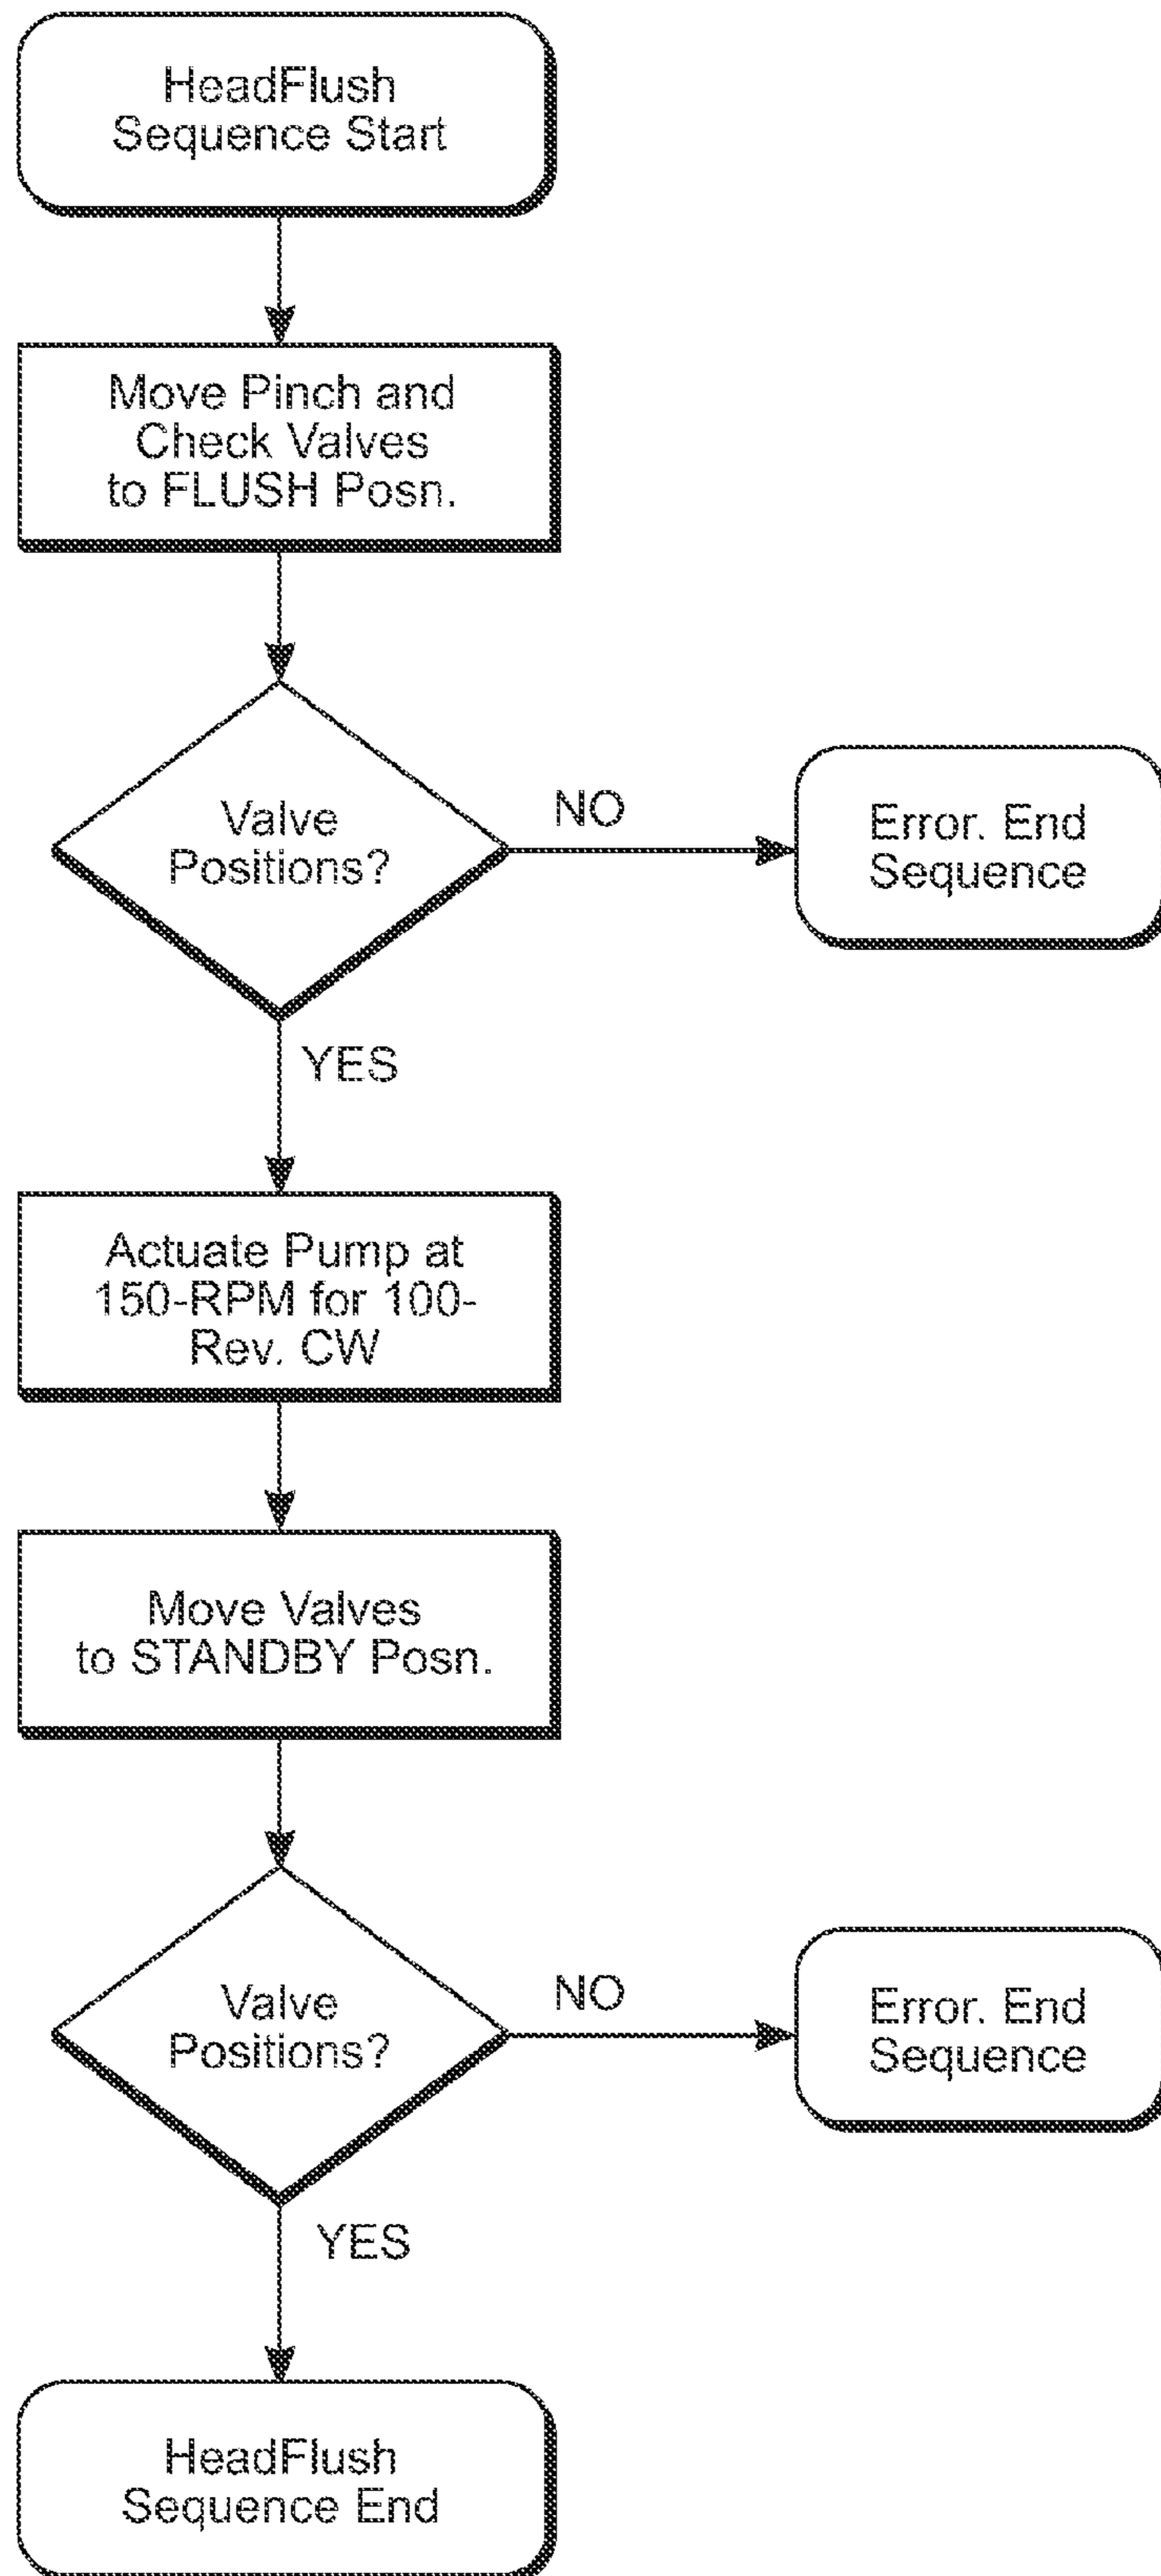 HeadFlush
Sequence Start
Move Pinch and
Check Valves
to FLUSH Posn.
Valve
Positions?
NO
Error. End
Sequence
YES
Actuate Pump at
150-RPM for 100-
Rev. CW
Move Valves
to STANDBY Posn.
Valve
Positions?
NO
Error. End
Sequence
YES
HeadFlush
Sequence End